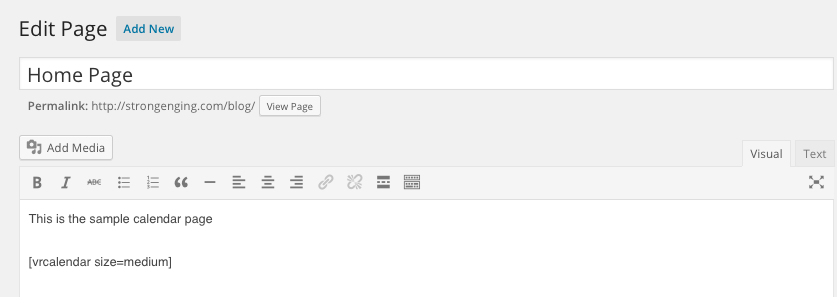 Edit Page Add New
Home Page
Permalink: http://strongenging.com/blog/ View Page
Add Media
Visual Text
B I ABC
This is the sample calendar page
[vrcalendar size=medium]